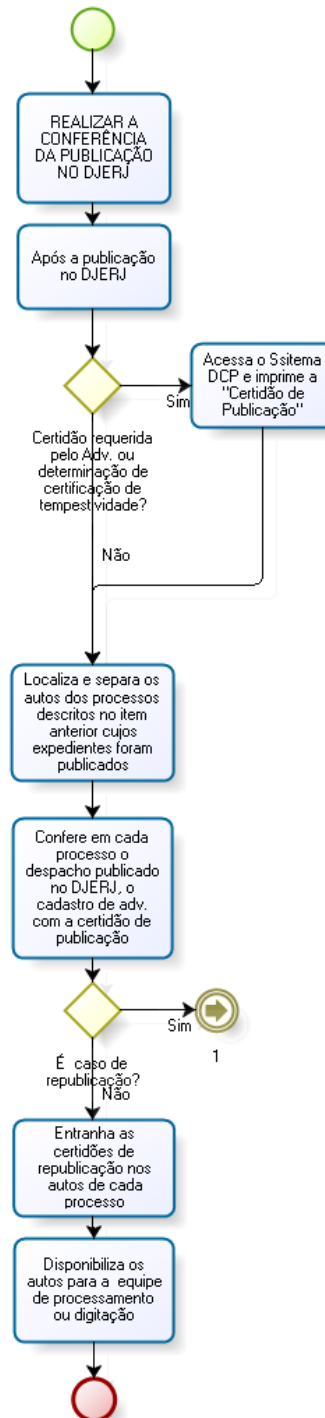 REALIZAR A
CONFERÊNCIA
DA PUBLICAÇÃO
NO DJERJ
Após a publicação
no DJERJ
Acessa o Ssitema
DCP e imprime a
"Certidão de
Publicação"
Sim
Certidão requerida
pelo Adv. ou
determinação de
certificação de
tempestividade?
Não
Localiza e separa os
autos dos processos
descritos no item
anterior cujos
expedientes foram
publicados
Confere em cada
processo o
despacho publicado
no DJERJ, o
cadastro de adv.
com a certidão de
publicação
Sim
1
É caso de
republicação?
Não
Entranha as
certidões de
republicação nos
autos de cada
processo
Disponibiliza os
autos para a equipe
de processamento
ou digitação